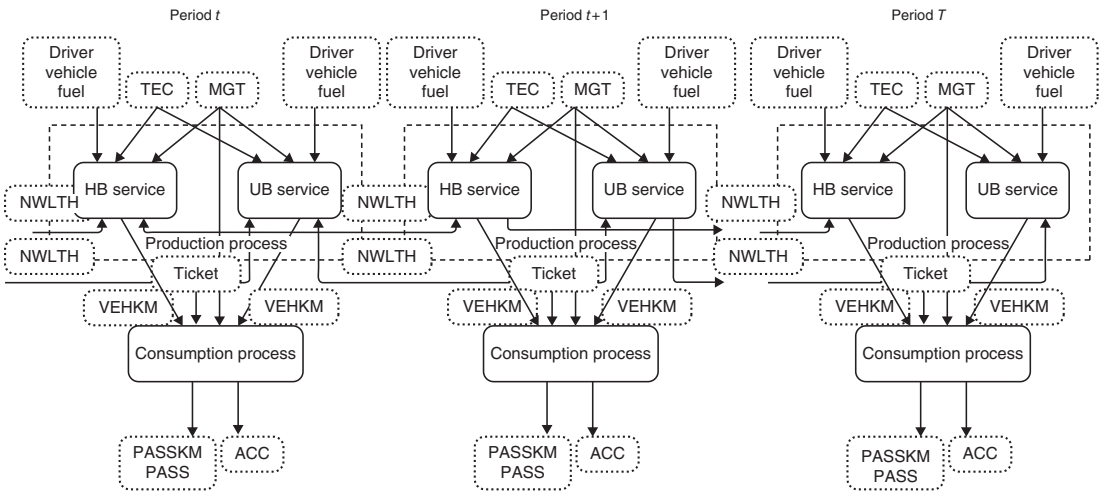 Period t
Period t+1
Period T
Driver
vehicle
fuel
TEC
MGT
Driver
vehicle
fuel
Driver
vehicle
fuel
TEC
MGT
Driver
vehicle
fuel
Driver
vehicle
fuel
TEC
MGT
Driver
vehicle
fuel
HB service
UB service
HB service
UB service
HB service
UB service
NWLTH
NWLTH
NWLTH
Production process
Production process
Production process
NWLTH
NWLTH
NWLTH
Ticket
Ticket
Ticket
VEHKM
VEHKM
VEHKM
VEHKM
VEHKM
VEHKM
Consumption process
Consumption process
Consumption process
PASSKM
PASS
ACC
PASSKM
PASS
ACC
PASSKM
PASS
ACC